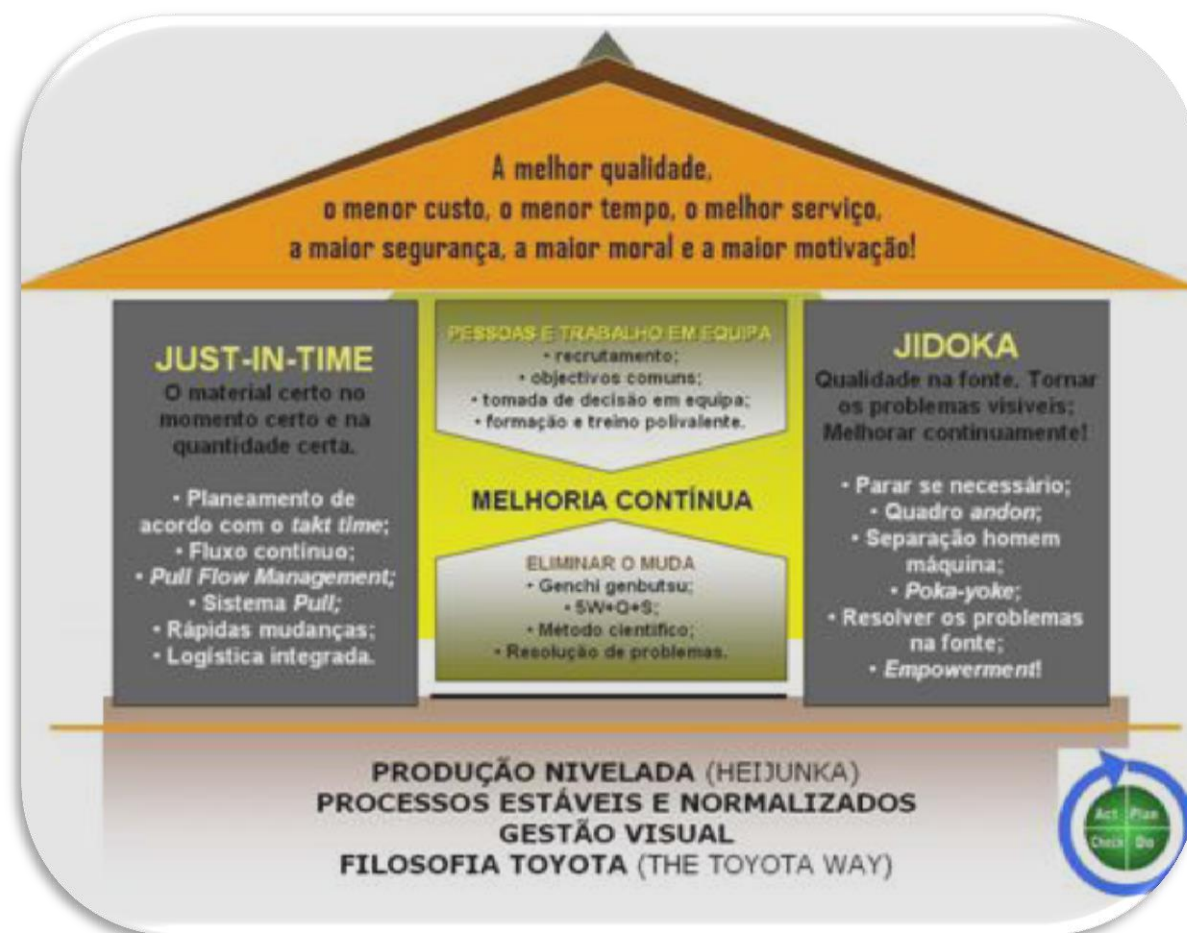 A melhor qualidade,
o menor custo, o menor tempo, o melhor serviço,
a maior segurança, a maior moral e a maior motivação!
JUST-IN-TIME
O material certo no
momento certo e na
quantidade certa.
• Planeamento de
acordo com o takt time;
• Fluxo contínuo;
• Pull Flow Management;
• Sistema Pull;
• Rápidas mudanças;
• Logística integrada.
PESSOAS E TRABALHO EM EQUIPA
• recrutamento;
• objectivos comuns;
• tomada de decisão em equipa;
• formação e treino polivalente.
MELHORIA CONTÍNUA
ELIMINAR O MUDA
• Genchi genbutsu;
• 5W+O+S;
• Método científico;
• Resolução de problemas.
JIDOKA
Qualidade na fonte. Tornar
os problemas visíveis;
Melhorar continuamente!
• Parar se necessário;
• Quadro andon;
• Separação homem
máquina;
• Poka-yoke;
• Resolver os problemas
na fonte;
• Empowerment!
PRODUÇÃO NIVELADA (HEIJUNKA)
PROCESSOS ESTÁVEIS E NORMALIZADOS
GESTÃO VISUAL
FILOSOFIA TOYOTA (THE TOYOTA WAY)
Act Plan
Check Do